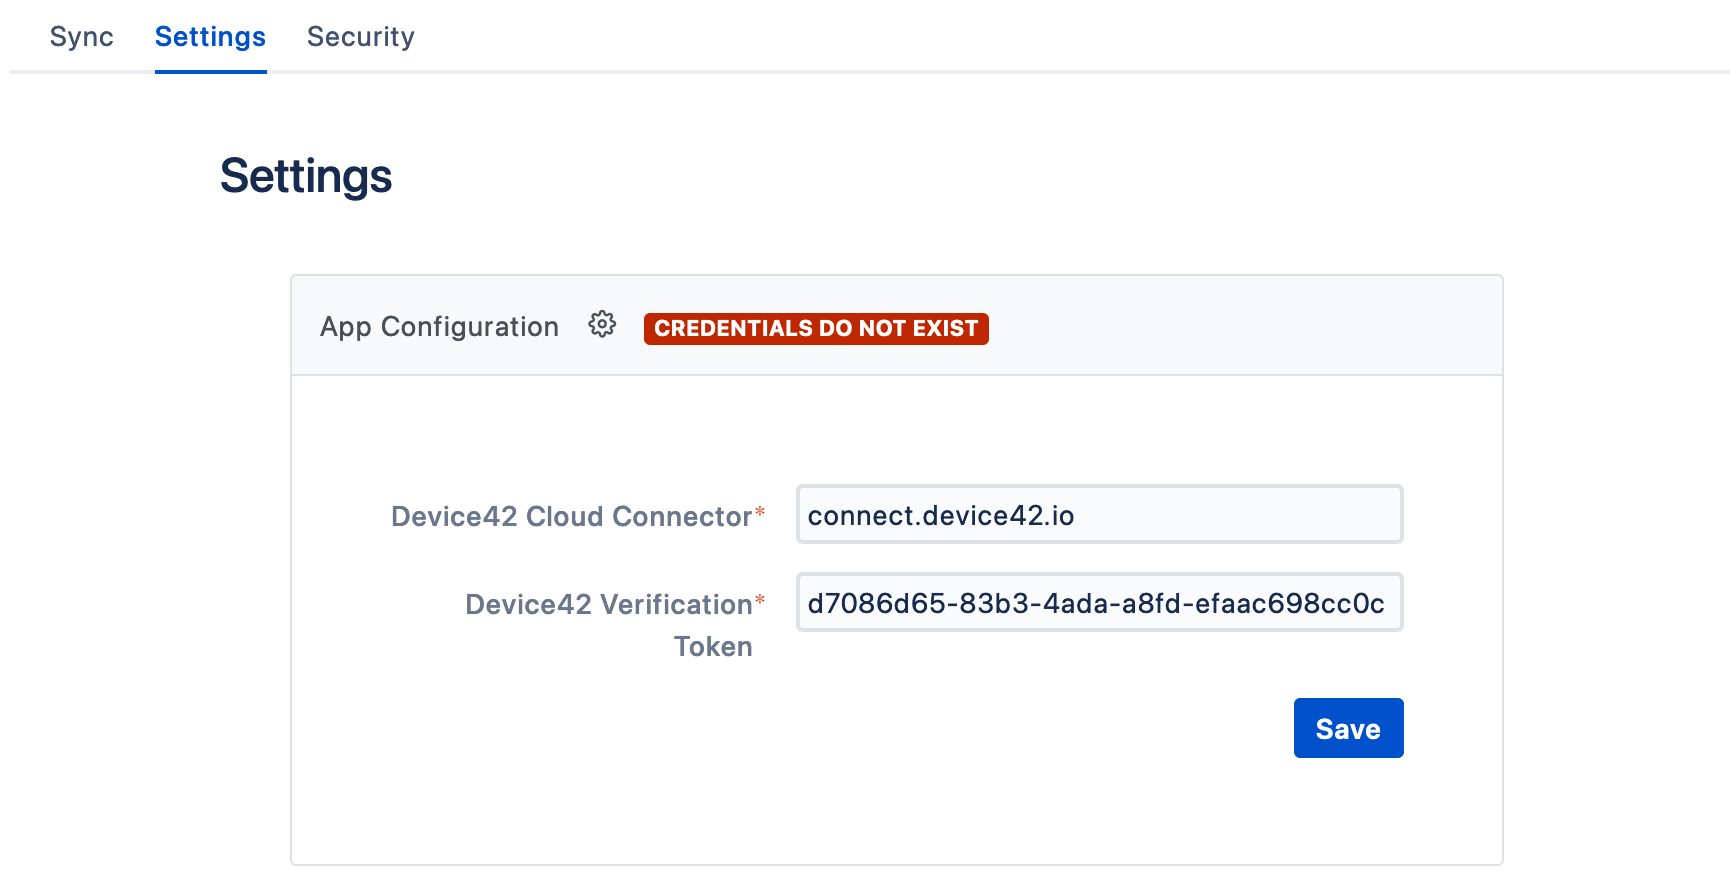 Sync Settings Security
Settings
App Configuration CREDENTIALS DO NOT EXIST
Device42 Cloud Connector* connect.device42.io
Device42 Verification* d7086d65-83b3-4ada-a8fd-efaac698cc0c
Token
Save